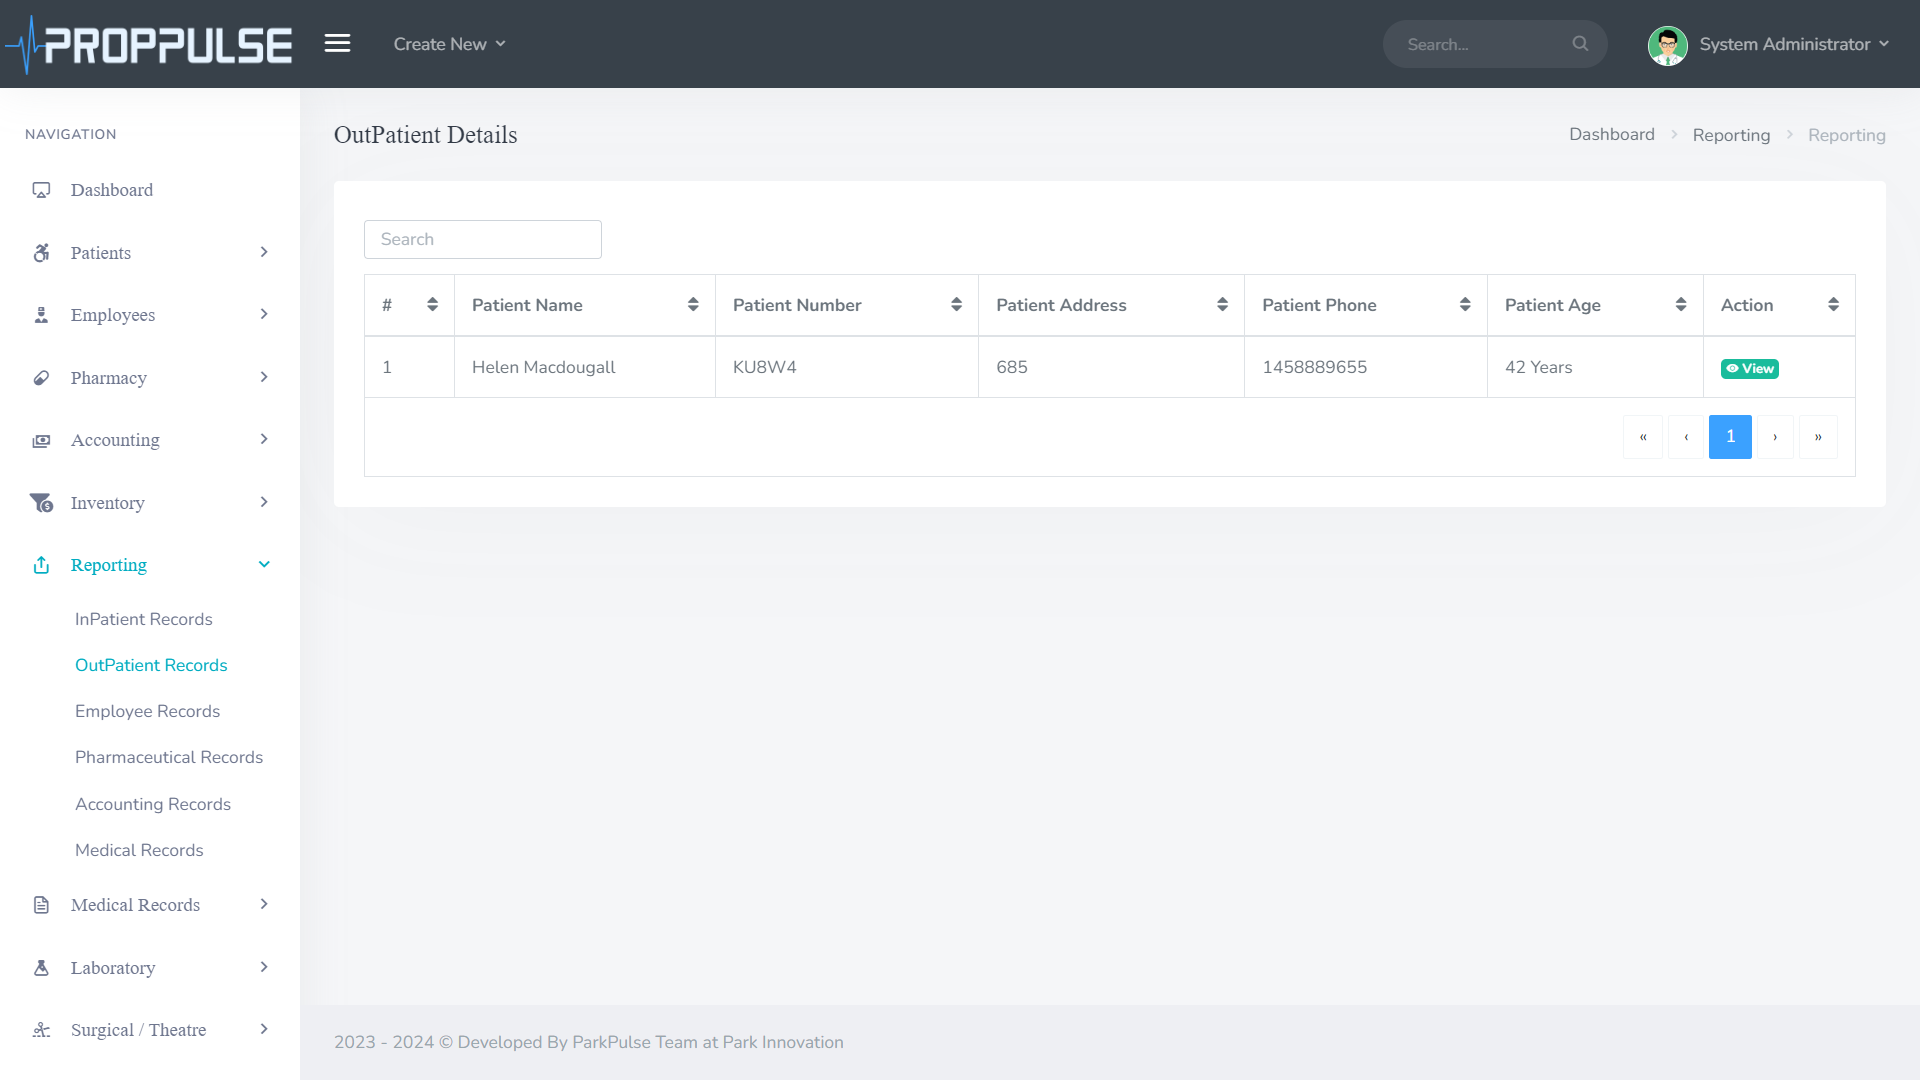 PROPPULSE
Create New
Search...
System Administrator
NAVIGATION
Dashboard
Patients
Employees
Pharmacy
Accounting
Inventory
Reporting
InPatient Records
OutPatient Records
Employee Records
Pharmaceutical Records
Accounting Records
Medical Records
Medical Records
Laboratory
Surgical / Theatre
OutPatient Details
Dashboard > Reporting > Reporting
Search
# Patient Name Patient Number Patient Address Patient Phone Patient Age Action
1 Helen Macdougall KU8W4 685 1458889655 42 Years View
« ‹ 1 › »
2023 - 2024 © Developed By ParkPulse Team at Park Innovation